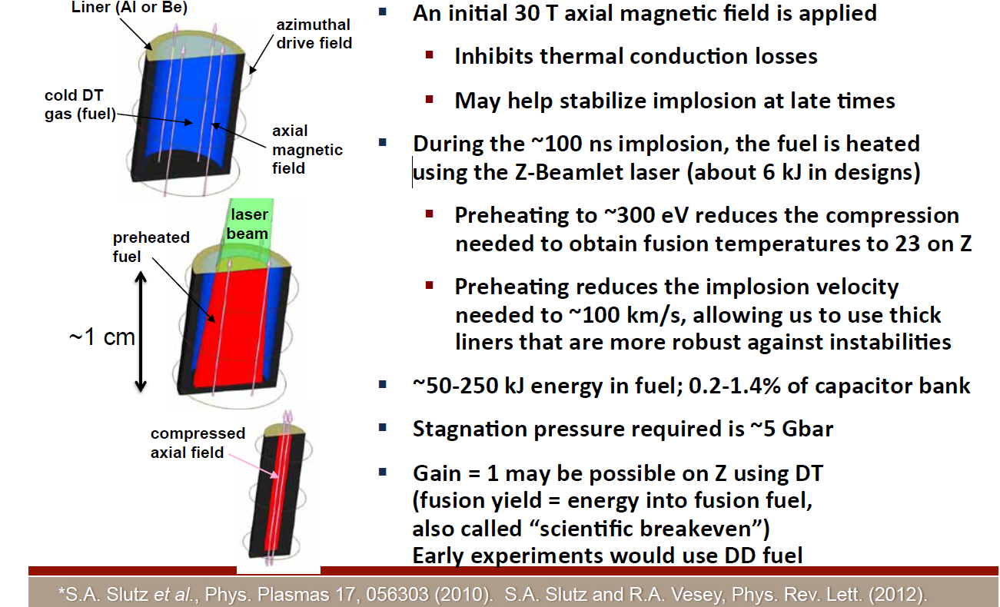 Liner (Al or Be)
azimuthal
drive field
cold DT
gas (fuel)
axial
magnetic
field
laser
beam
preheated
fuel
~1 cm
compressed
axial field
▪ An initial 30 T axial magnetic field is applied
▪ Inhibits thermal conduction losses
▪ May help stabilize implosion at late times
▪ During the ~100 ns implosion, the fuel is heated
using the Z-Beamlet laser (about 6 kJ in designs)
▪ Preheating to ~300 eV reduces the compression
needed to obtain fusion temperatures to 23 on Z
▪ Preheating reduces the implosion velocity
needed to ~100 km/s, allowing us to use thick
liners that are more robust against instabilities
▪ ~50-250 kJ energy in fuel; 0.2-1.4% of capacitor bank
▪ Stagnation pressure required is ~5 Gbar
▪ Gain = 1 may be possible on Z using DT
(fusion yield = energy into fusion fuel,
also called “scientific breakeven”)
Early experiments would use DD fuel
*S.A. Slutz et al., Phys. Plasmas 17, 056303 (2010).  S.A. Slutz and R.A. Vesey, Phys. Rev. Lett. (2012).